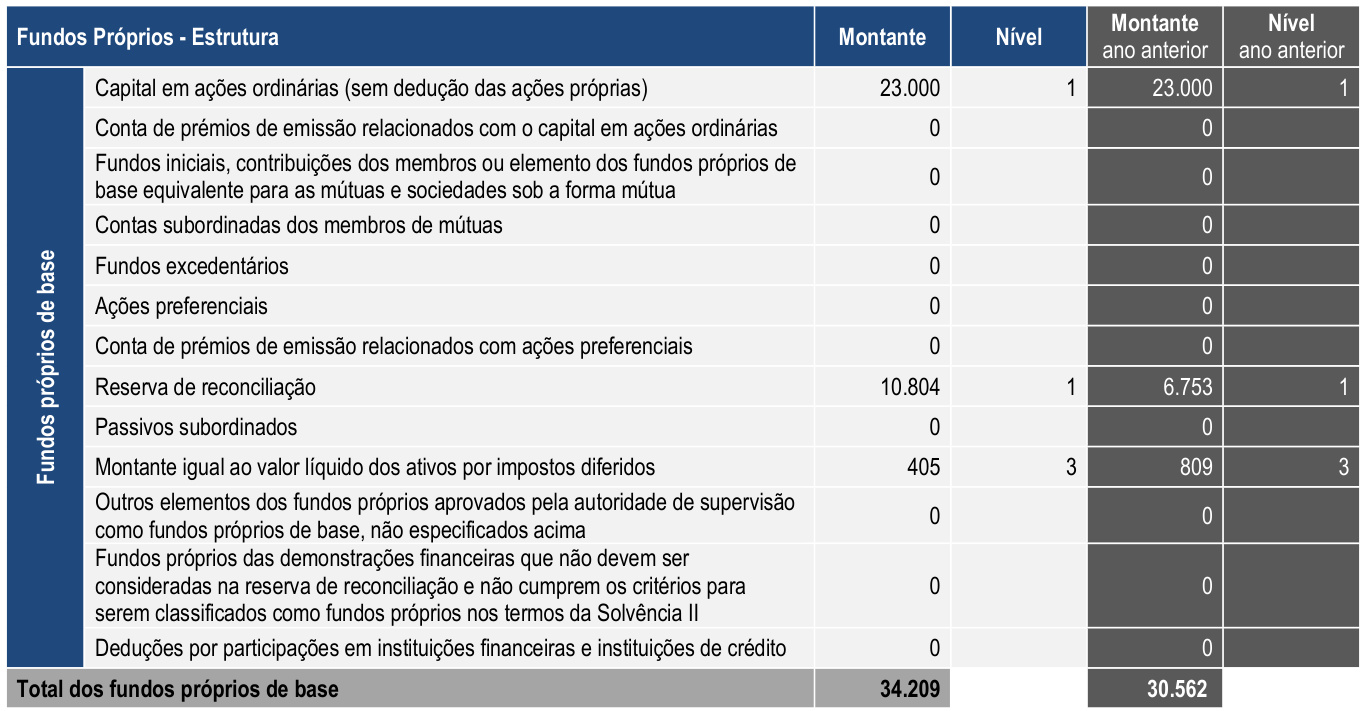 Fundos Próprios - Estrutura Montante Nível Montante ano anterior Nível ano anterior
Fundos próprios de base
Capital em ações ordinárias (sem dedução das ações próprias) 23.000 1 23.000 1
Conta de prémios de emissão relacionados com o capital em ações ordinárias 0 0
Fundos iniciais, contribuições dos membros ou elemento dos fundos próprios de
base equivalente para as mútuas e sociedades sob a forma mútua 0 0
Contas subordinadas dos membros de mútuas 0 0
Fundos excedentários 0 0
Ações preferenciais 0 0
Conta de prémios de emissão relacionados com ações preferenciais 0 0
Reserva de reconciliação 10.804 1 6.753 1
Passivos subordinados 0 0
Montante igual ao valor líquido dos ativos por impostos diferidos 405 3 809 3
Outros elementos dos fundos próprios aprovados pela autoridade de supervisão
como fundos próprios de base, não especificados acima 0 0
Fundos próprios das demonstrações financeiras que não devem ser
consideradas na reserva de reconciliação e não cumprem os critérios para
serem classificados como fundos próprios nos termos da Solvência II 0 0
Deduções por participações em instituições financeiras e instituições de crédito 0 0
Total dos fundos próprios de base 34.209 30.562